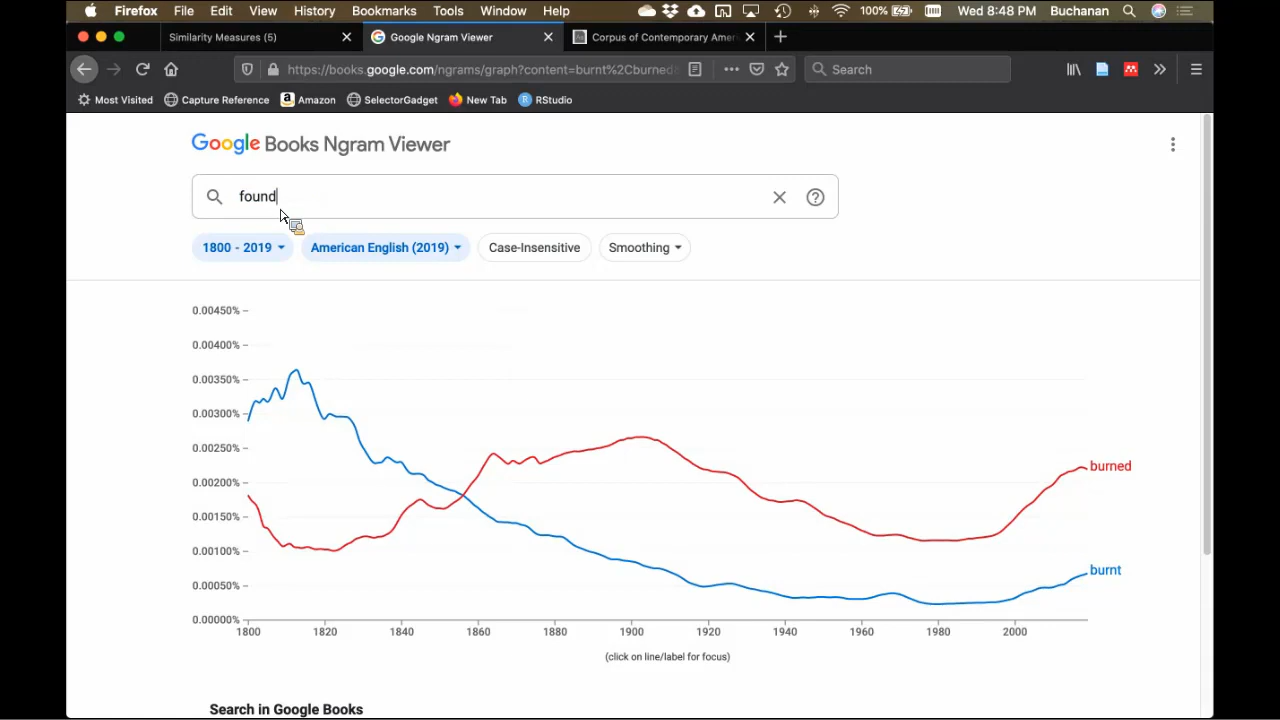 Firefox File Edit View History Bookmarks Tools Window Help 100% Wed 8:48 PM Buchanan
Similarity Measures (5) Google Ngram Viewer Corpus of Contemporary Amer
https://books.google.com/ngrams/graph?content=burnt%2Cburned Search
Most Visited Capture Reference Amazon SelectorGadget New Tab RStudio
Google Books Ngram Viewer
found
1800 - 2019 American English (2019) Case-Insensitive Smoothing
0.00450%
0.00400%
0.00350%
0.00300%
0.00250%
burned
0.00200%
0.00150%
0.00100%
burnt
0.00050%
0.00000%
1800 1820 1840 1860 1880 1900 1920 1940 1960 1980 2000
(click on line/label for focus)
Search in Google Books